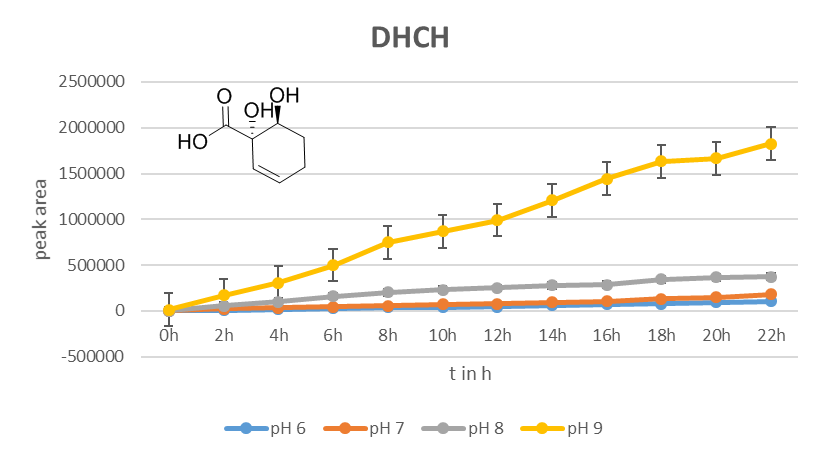 DHCH
2500000
2000000
1500000
1000000
500000
0
-500000
peak area
O
OH
OH
HO
0h 2h 4h 6h 8h 10h 12h 14h 16h 18h 20h 22h
t in h
pH 6 pH 7 pH 8 pH 9